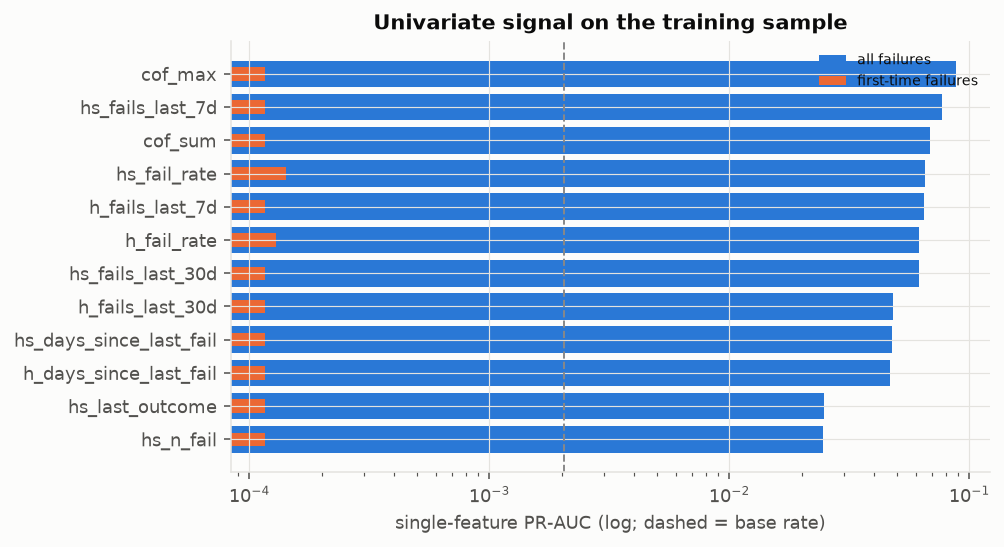 Univariate signal on the training sample
all failures
first-time failures
cof_max
hs_fails_last_7d
cof_sum
hs_fail_rate
h_fails_last_7d
h_fail_rate
hs_fails_last_30d
h_fails_last_30d
hs_days_since_last_fail
h_days_since_last_fail
hs_last_outcome
hs_n_fail
10⁻⁴ 10⁻³ 10⁻² 10⁻¹
single-feature PR-AUC (log; dashed = base rate)